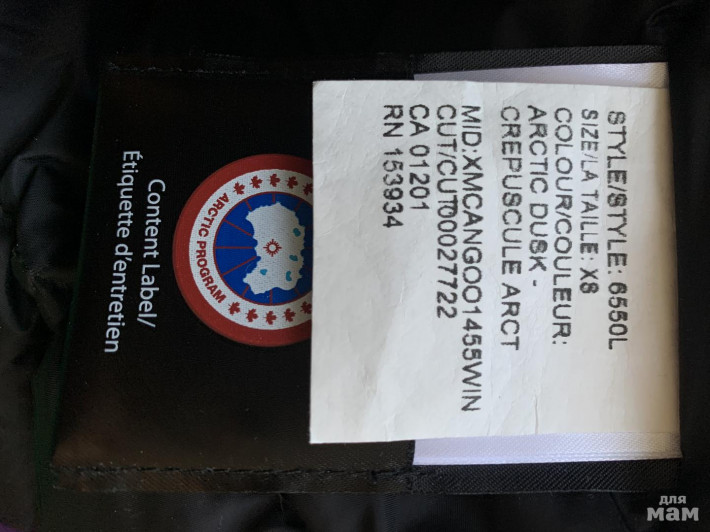 STYLE/STYLE: 6550L
SIZE/LA TAILLE: XS
COLOUR/COULEUR:
ARCTIC DUSK -
CREPUSCULE ARCT
MID:XMCANGOO1455WIN
CUT/CUT00027722
CA 01201
RN 153934
ARCTIC PROGRAM
Content Label/
Étiquette d'entretien
для
мам